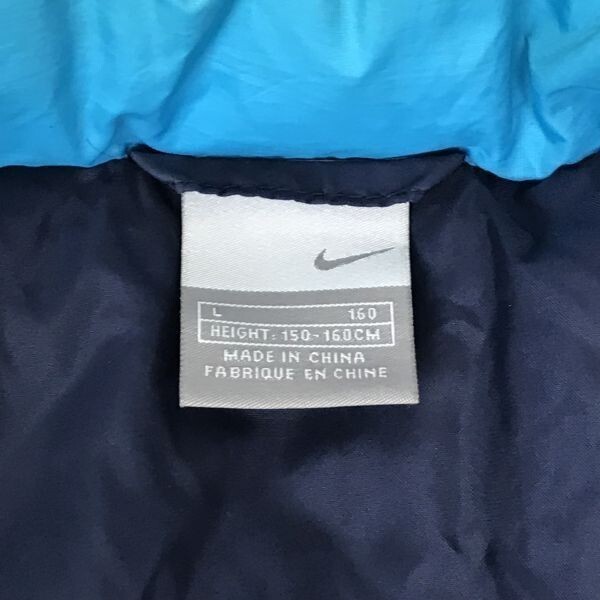 L 160
HEIGHT: 150~160CM
MADE IN CHINA
FABRIQUE EN CHINE